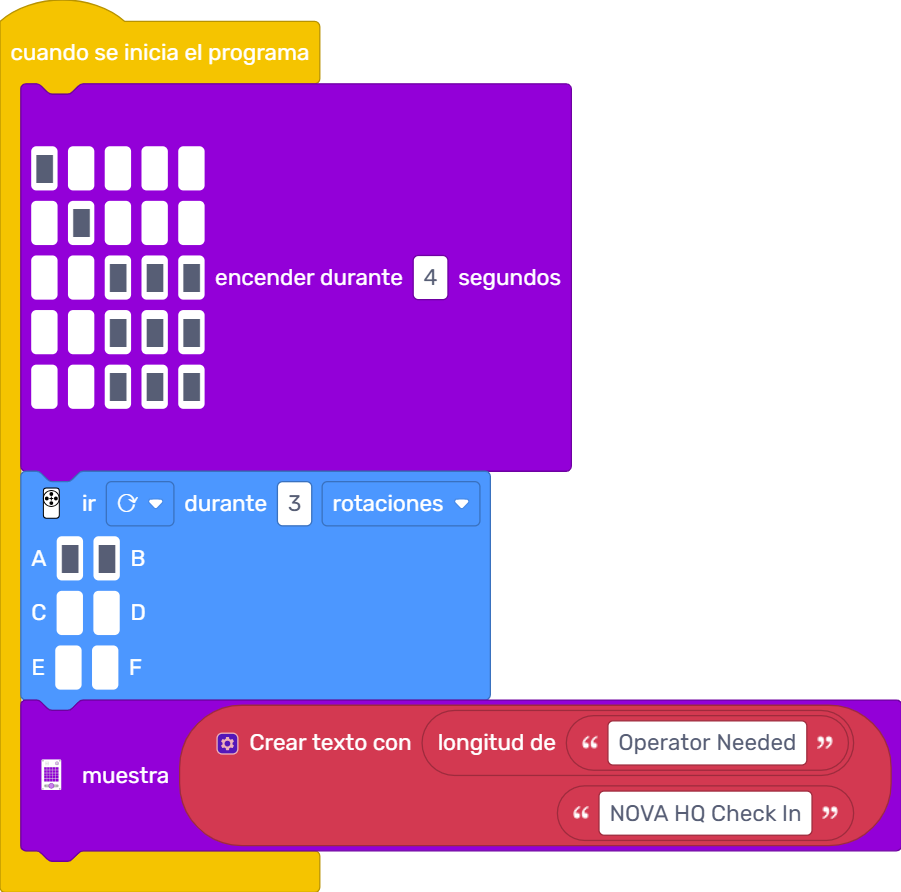 cuando se inicia el programa
encender durante 4 segundos
ir durante 3 rotaciones
A B
C D
E F
Crear texto con longitud de “ Operator Needed ”
muestra
“ NOVA HQ Check In ”